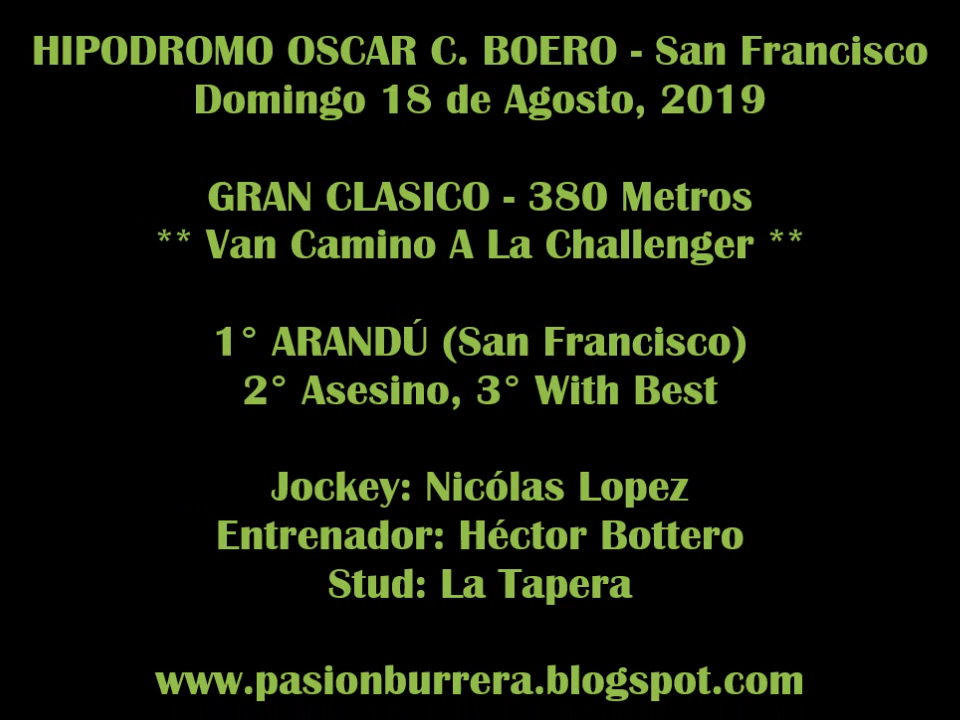 HIPODROMO OSCAR C. BOERO - San Francisco
Domingo 18 de Agosto, 2019
GRAN CLASICO - 380 Metros
** Van Camino A La Challenger **
1° ARANDÚ (San Francisco)
2° Asesino, 3° With Best
Jockey: Nicólas Lopez
Entrenador: Héctor Bottero
Stud: La Tapera
www.pasionburrera.blogspot.com